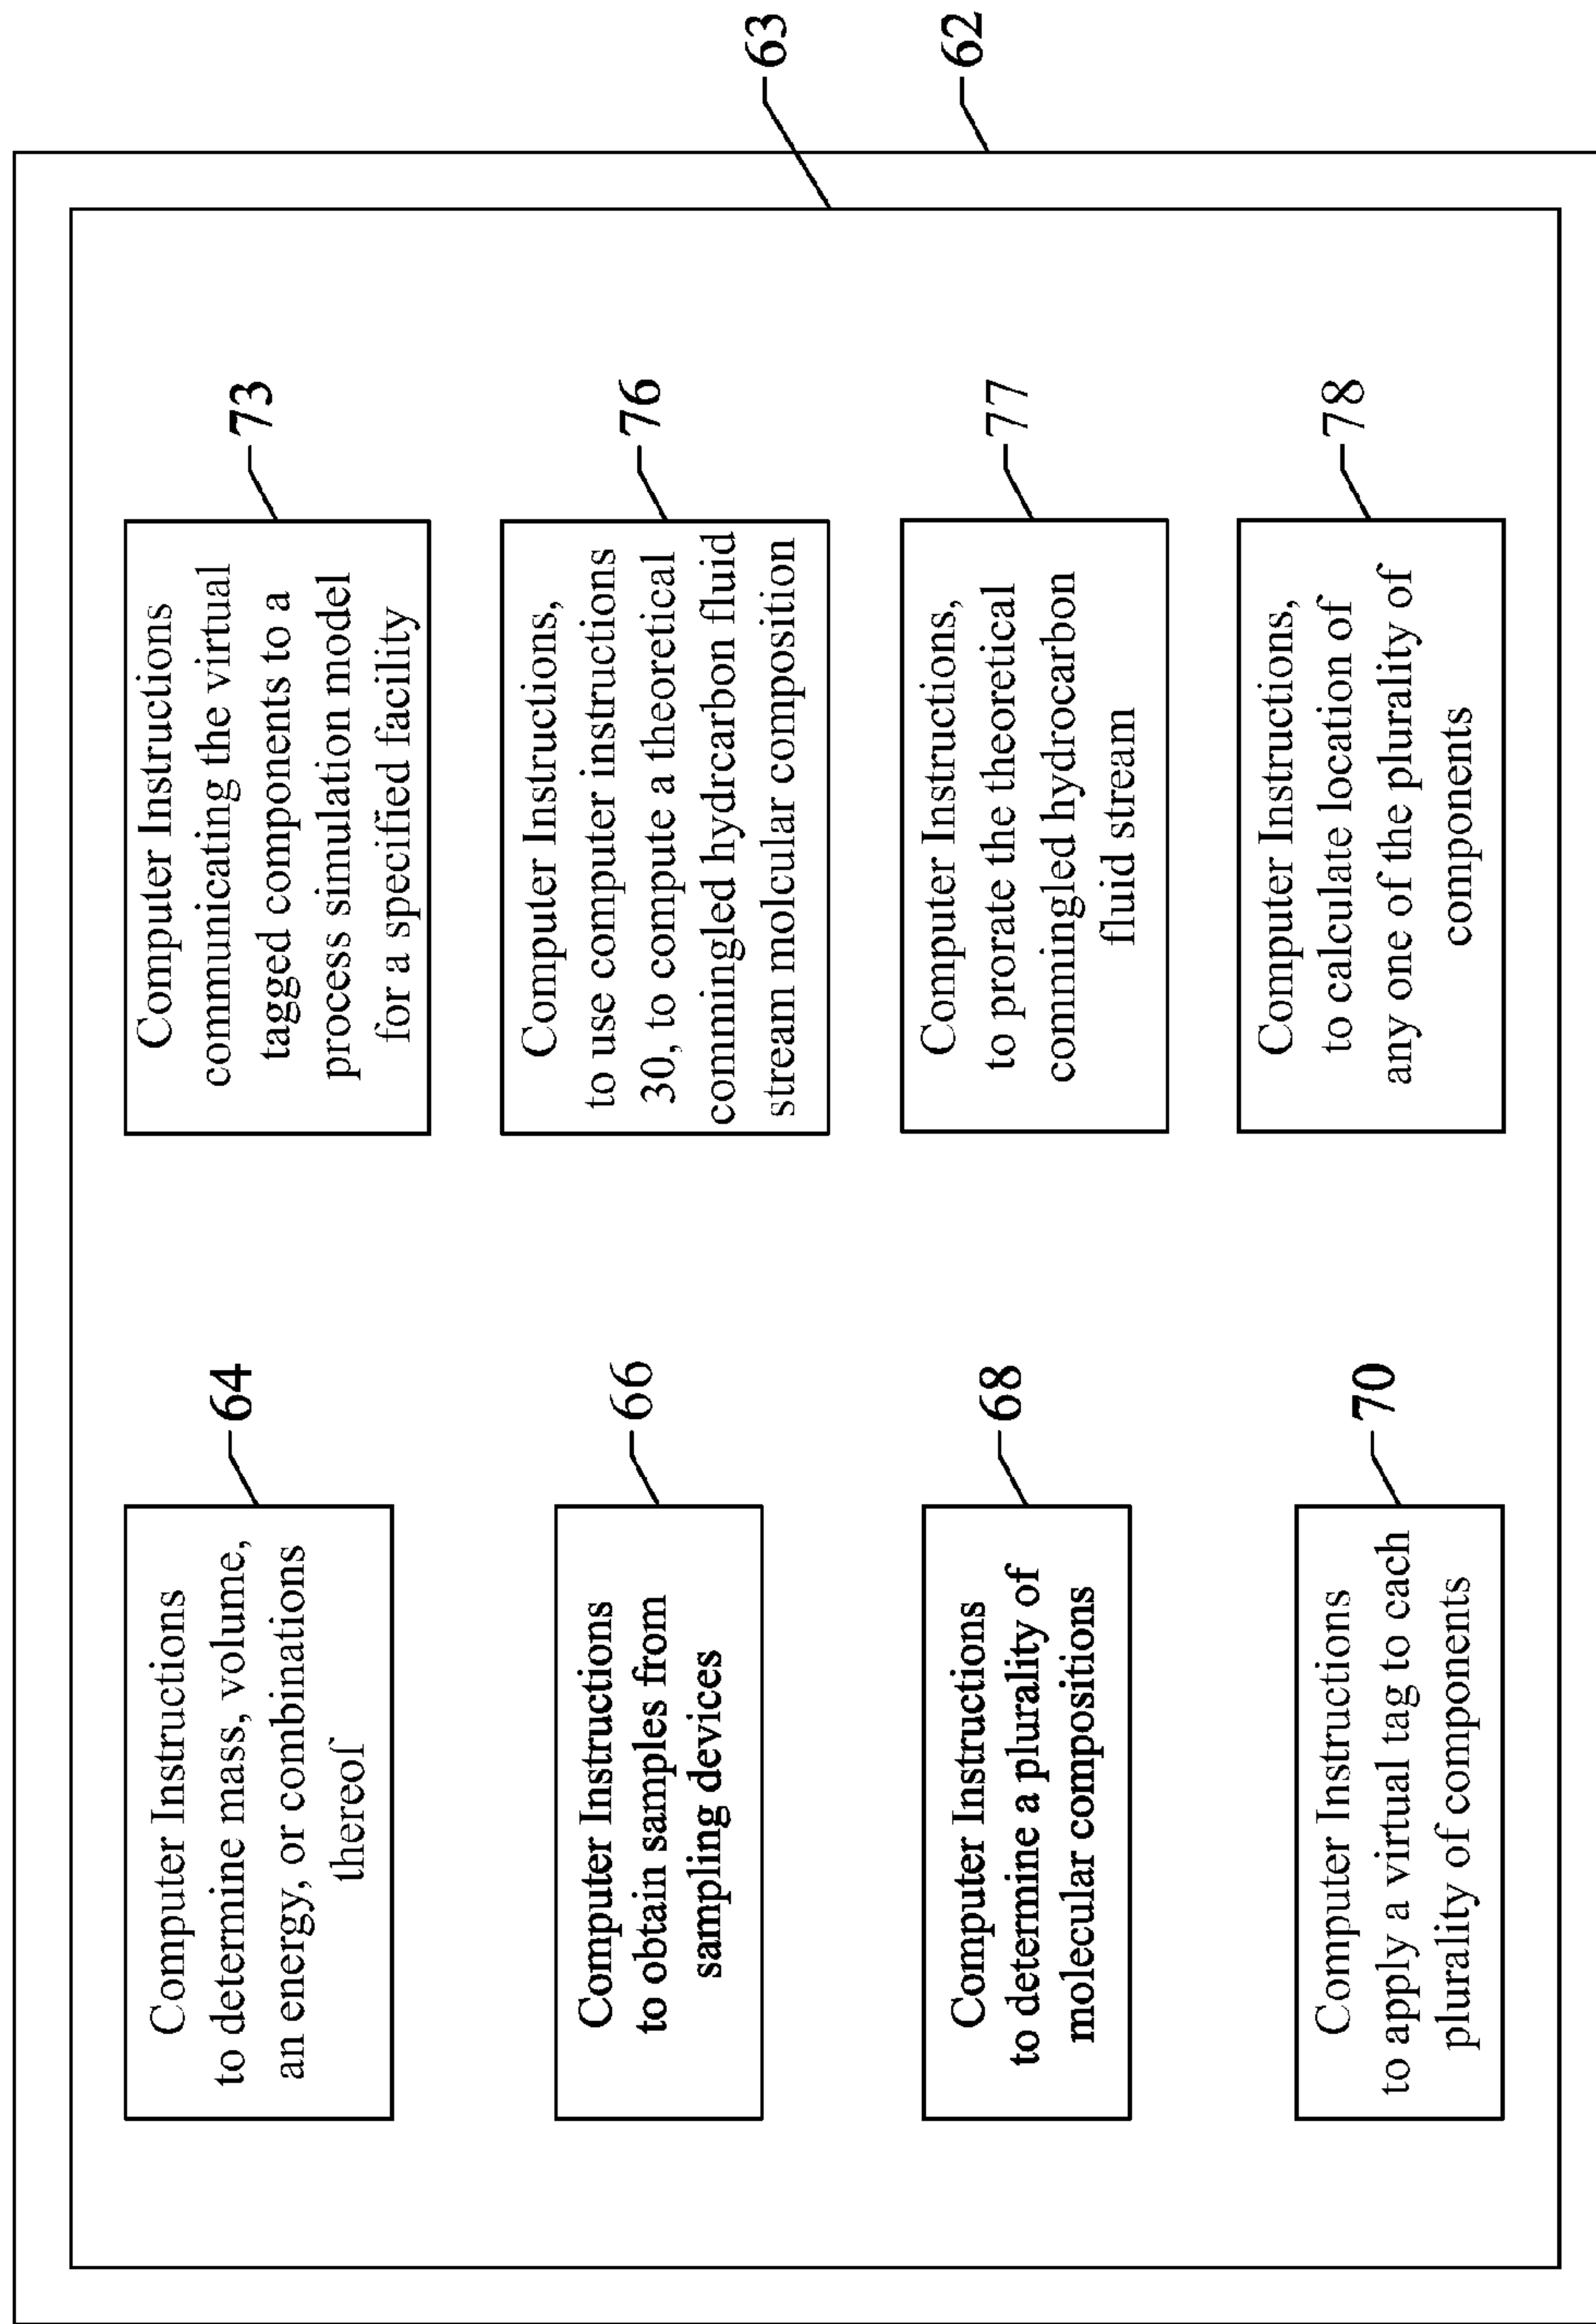 Computer Instructions
to determine mass, volume,
an energy, or combinations
thereof
64
Computer Instructions
to obtain samples from
sampling devices
66
Computer Instructions
to determine a plurality of
molecular compositions
68
Computer Instructions
to apply a virtual tag to each
plurality of components
70
Computer Instructions
communicating the virtual
tagged components to a
process simulation model
for a specified facility
73
Computer Instructions,
to use computer instructions
30, to compute a theoretical
commingled hydrcarbon fluid
stream molcular composition
76
Computer Instructions,
to prorate the theoretical
commingled hydrocarbon
fluid stream
77
Computer Instructions,
to calculate location of
any one of the plurality of
components
78
63
62